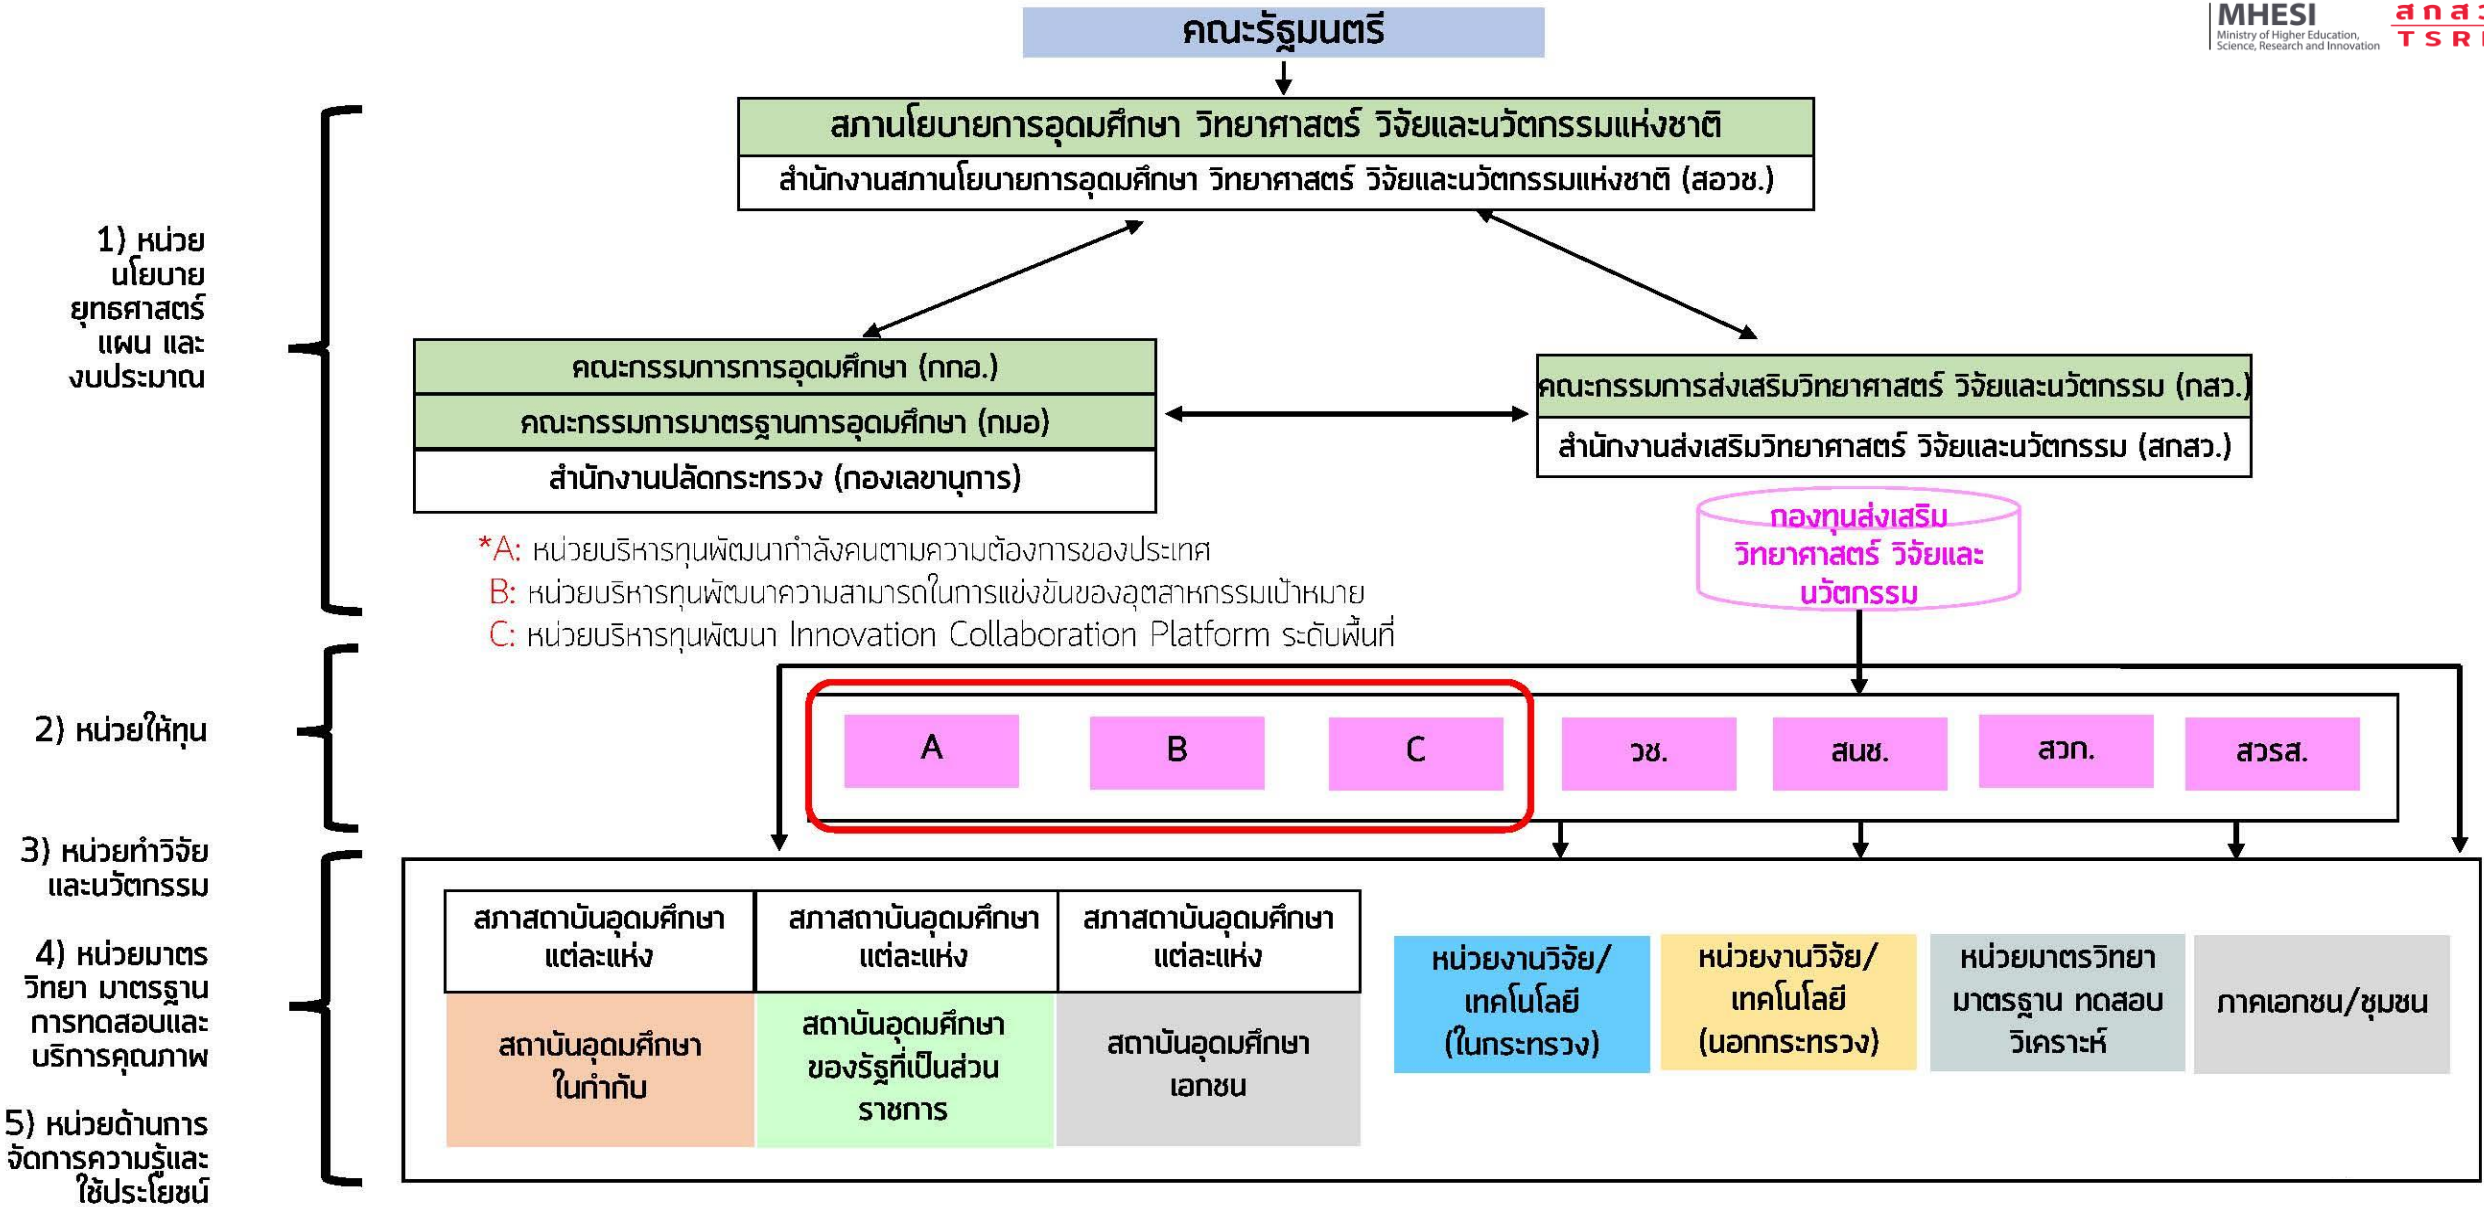 คณะรัฐมนตรี
MHESI
Ministry of Higher Education,
Science, Research and Innovation
สภานโยบายการอุดมศึกษา วิทยาศาสตร์ วิจัยและนวัตกรรมแห่งชาติ
สำนักงานสภานโยบายการอุดมศึกษา วิทยาศาสตร์ วิจัยและนวัตกรรมแห่งชาติ (สอวช.)
1) หน่วย
นโยบาย
ยุทธศาสตร์
แผน และ
งบประมาณ
คณะกรรมการการอุดมศึกษา (กกอ.)
คณะกรรมการมาตรฐานการอุดมศึกษา (กมอ)
สำนักงานปลัดกระทรวง (กองเลขานุการ)
คณะกรรมการส่งเสริมวิทยาศาสตร์ วิจัยและนวัตกรรม (กสว.)
สำนักงานส่งเสริมวิทยาศาสตร์ วิจัยและนวัตกรรม (สกสว.)
กองทุนส่งเสริม
วิทยาศาสตร์ วิจัยและ
นวัตกรรม
*A: หน่วยบริหารทุนพัฒนากำลังคนตามความต้องการของประเทศ
B: หน่วยบริหารทุนพัฒนาความสามารถในการแข่งขันของอุตสาหกรรมเป้าหมาย
C: หน่วยบริหารทุนพัฒนา Innovation Collaboration Platform ระดับพื้นที่
2) หน่วยให้ทุน
A
B
C
วช.
สนช.
สวก.
สวรส.
3) หน่วยทำวิจัย
และนวัตกรรม
4) หน่วยมาตร
วิทยา มาตรฐาน
การทดสอบและ
บริการคุณภาพ
5) หน่วยด้านการ
จัดการความรู้และ
ใช้ประโยชน์
สภาสถาบันอุดมศึกษา
แต่ละแห่ง
สภาสถาบันอุดมศึกษา
แต่ละแห่ง
สภาสถาบันอุดมศึกษา
แต่ละแห่ง
สถาบันอุดมศึกษา
ในกำกับ
สถาบันอุดมศึกษา
ของรัฐที่เป็นส่วน
ราชการ
สถาบันอุดมศึกษา
เอกชน
หน่วยงานวิจัย/
เทคโนโลยี
(ในกระทรวง)
หน่วยงานวิจัย/
เทคโนโลยี
(นอกกระทรวง)
หน่วยมาตรวิทยา
มาตรฐาน ทดสอบ
วิเคราะห์
ภาคเอกชน/ชุมชน